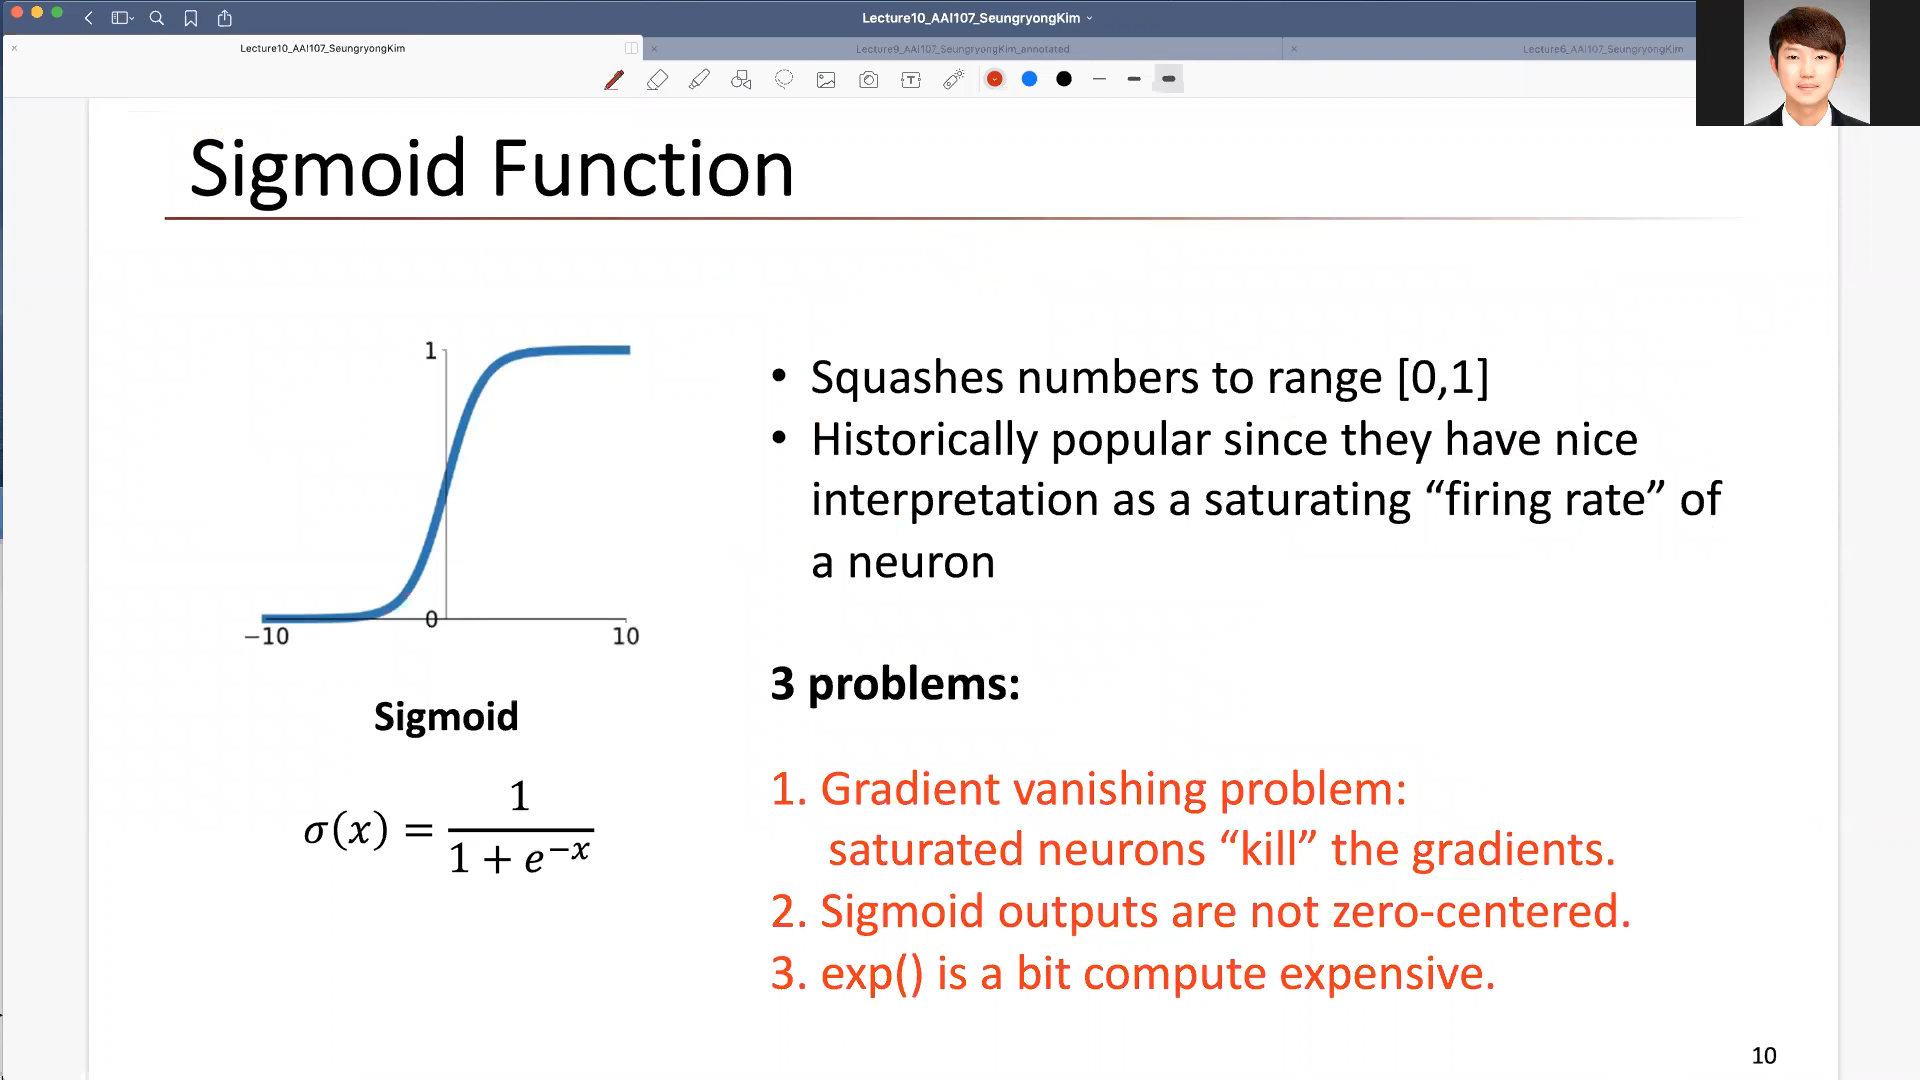 Lecture10_AAI107_SeungryongKim
Lecture10_AAI107_SeungryongKim
Lecture9_AAI107_SeungryongKim_annotated
Lecture6_AAI107_SeungryongKim
T
Sigmoid Function
1
0
−10
10
Sigmoid
σ(x) = 1 / (1 + e^{−x})
• Squashes numbers to range [0,1]
• Historically popular since they have nice
interpretation as a saturating “firing rate” of
a neuron
3 problems:
1. Gradient vanishing problem:
saturated neurons “kill” the gradients.
2. Sigmoid outputs are not zero-centered.
3. exp() is a bit compute expensive.
10